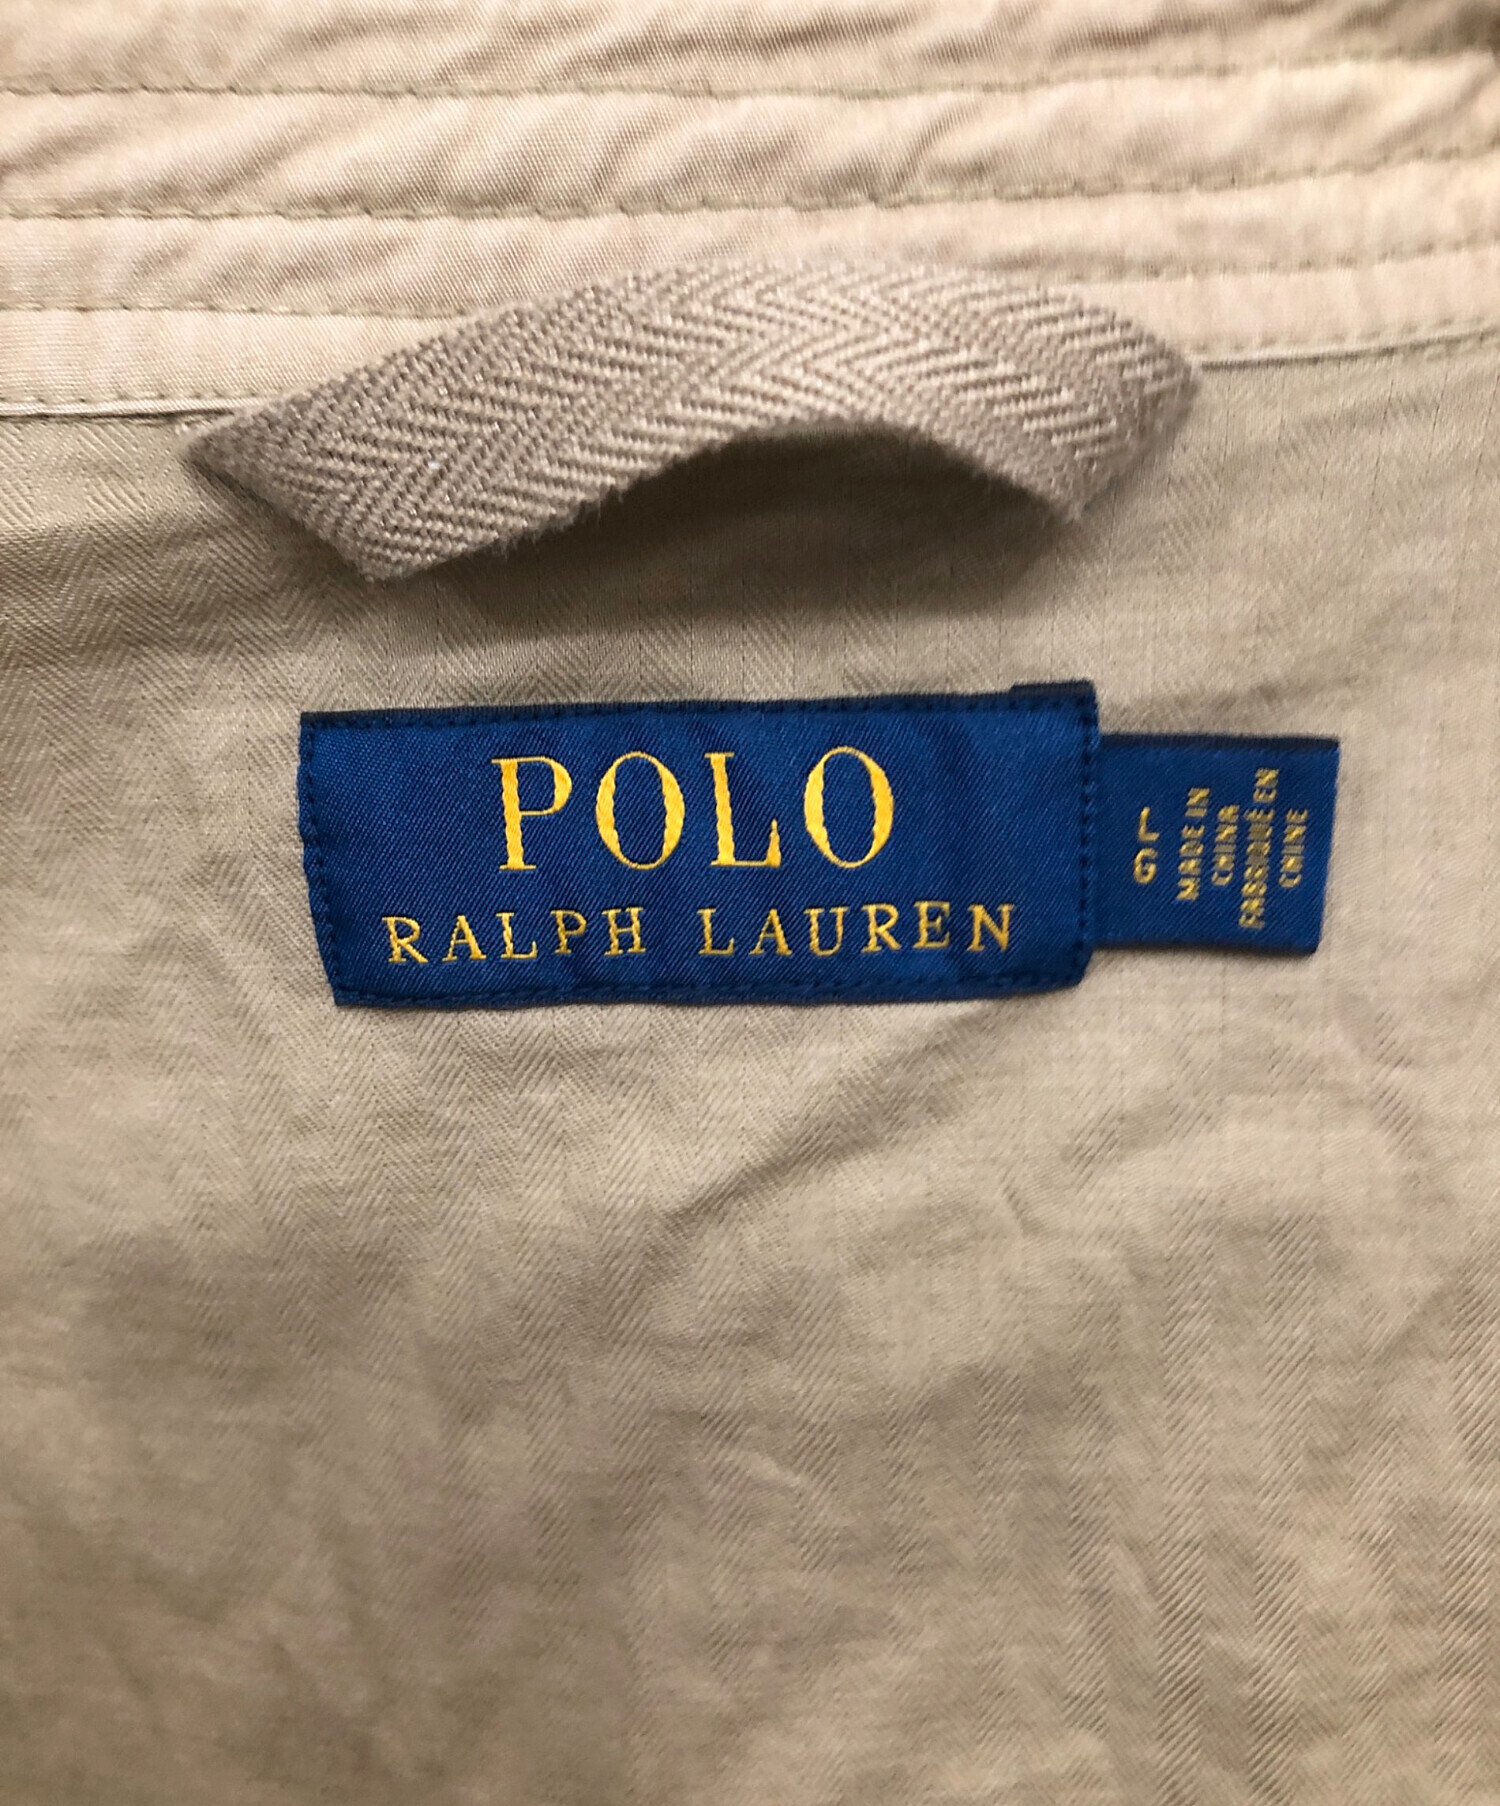 POLO
RALPH LAUREN
L
G
MADE IN
CHINA
FABRIQUÉ EN
CHINE